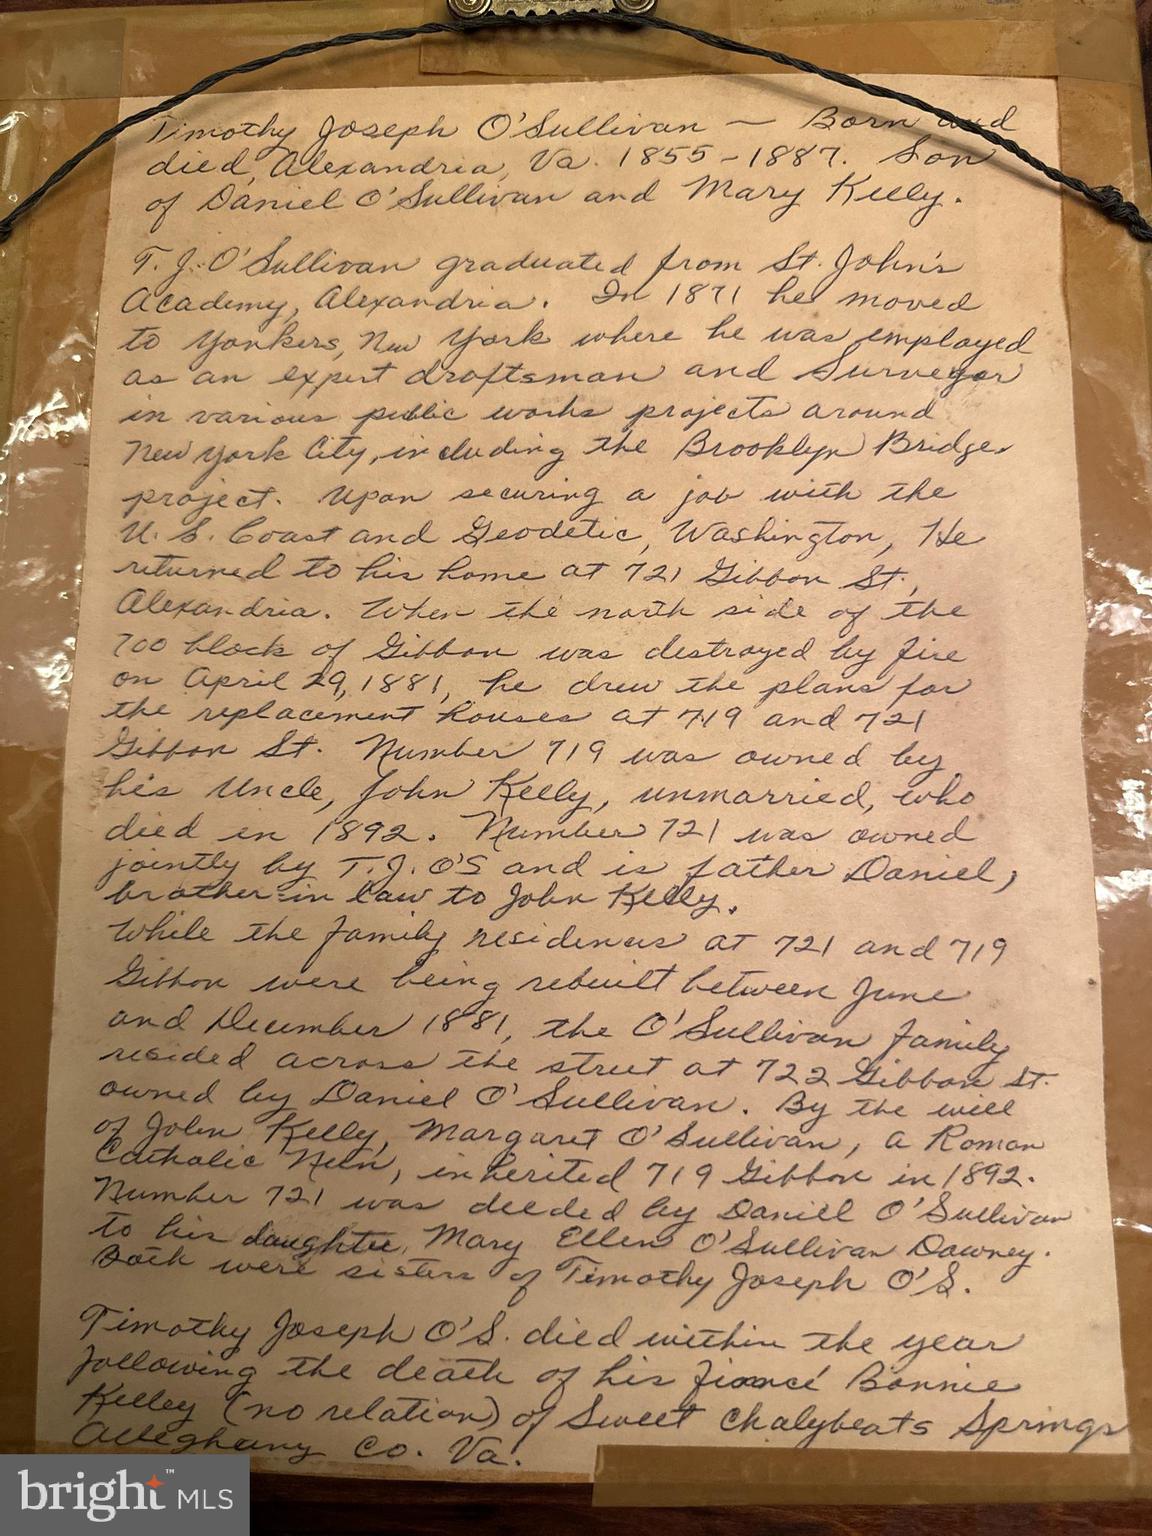 Timothy Joseph O'Sullivan — Born and
died, Alexandria, Va. 1855-1887. Son
of Daniel O'Sullivan and Mary Kelly.
T. J. O'Sullivan graduated from St. John's
Academy, Alexandria. In 1871 he moved
to Yonkers, New York where he was employed
as an expert draftsman and Surveyor
in various public works projects around
New York City, including the Brooklyn Bridge
project. Upon securing a job with the
U. S. Coast and Geodetic, Washington, He
returned to his home at 721 Gibbon St.,
Alexandria. When the north side of the
700 block of Gibbon was destroyed by fire
on April 29, 1881, he drew the plans for
the replacement houses at 719 and 721
Gibbon St. Number 719 was owned by
his Uncle, John Kelly, unmarried, who
died in 1892. Number 721 was owned
jointly by T.J. O'S and is father Daniel,
brother-in law to John Kelly.
While the family residences at 721 and 719
Gibbon were being rebuilt between June
and December 1881, the O'Sullivan family
resided across the street at 722 Gibbon St.
owned by Daniel O'Sullivan. By the will
of John Kelly, Margaret O'Sullivan, a Roman
Catholic Nun, inherited 719 Gibbon in 1892.
Number 721 was deeded by Daniel O'Sullivan
to his daughter, Mary Ellen O'Sullivan Downey.
Both were sisters of Timothy Joseph O'S.
Timothy Joseph O'S. died within the year
following the death of his fiancé Bonnie
Kelley (no relation) of Sweet Chalybeats Springs
Alleghany Co. Va.
bright™ MLS